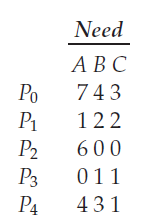 Need
A B C
P0 7 4 3
P1 1 2 2
P2 6 0 0
P3 0 1 1
P4 4 3 1